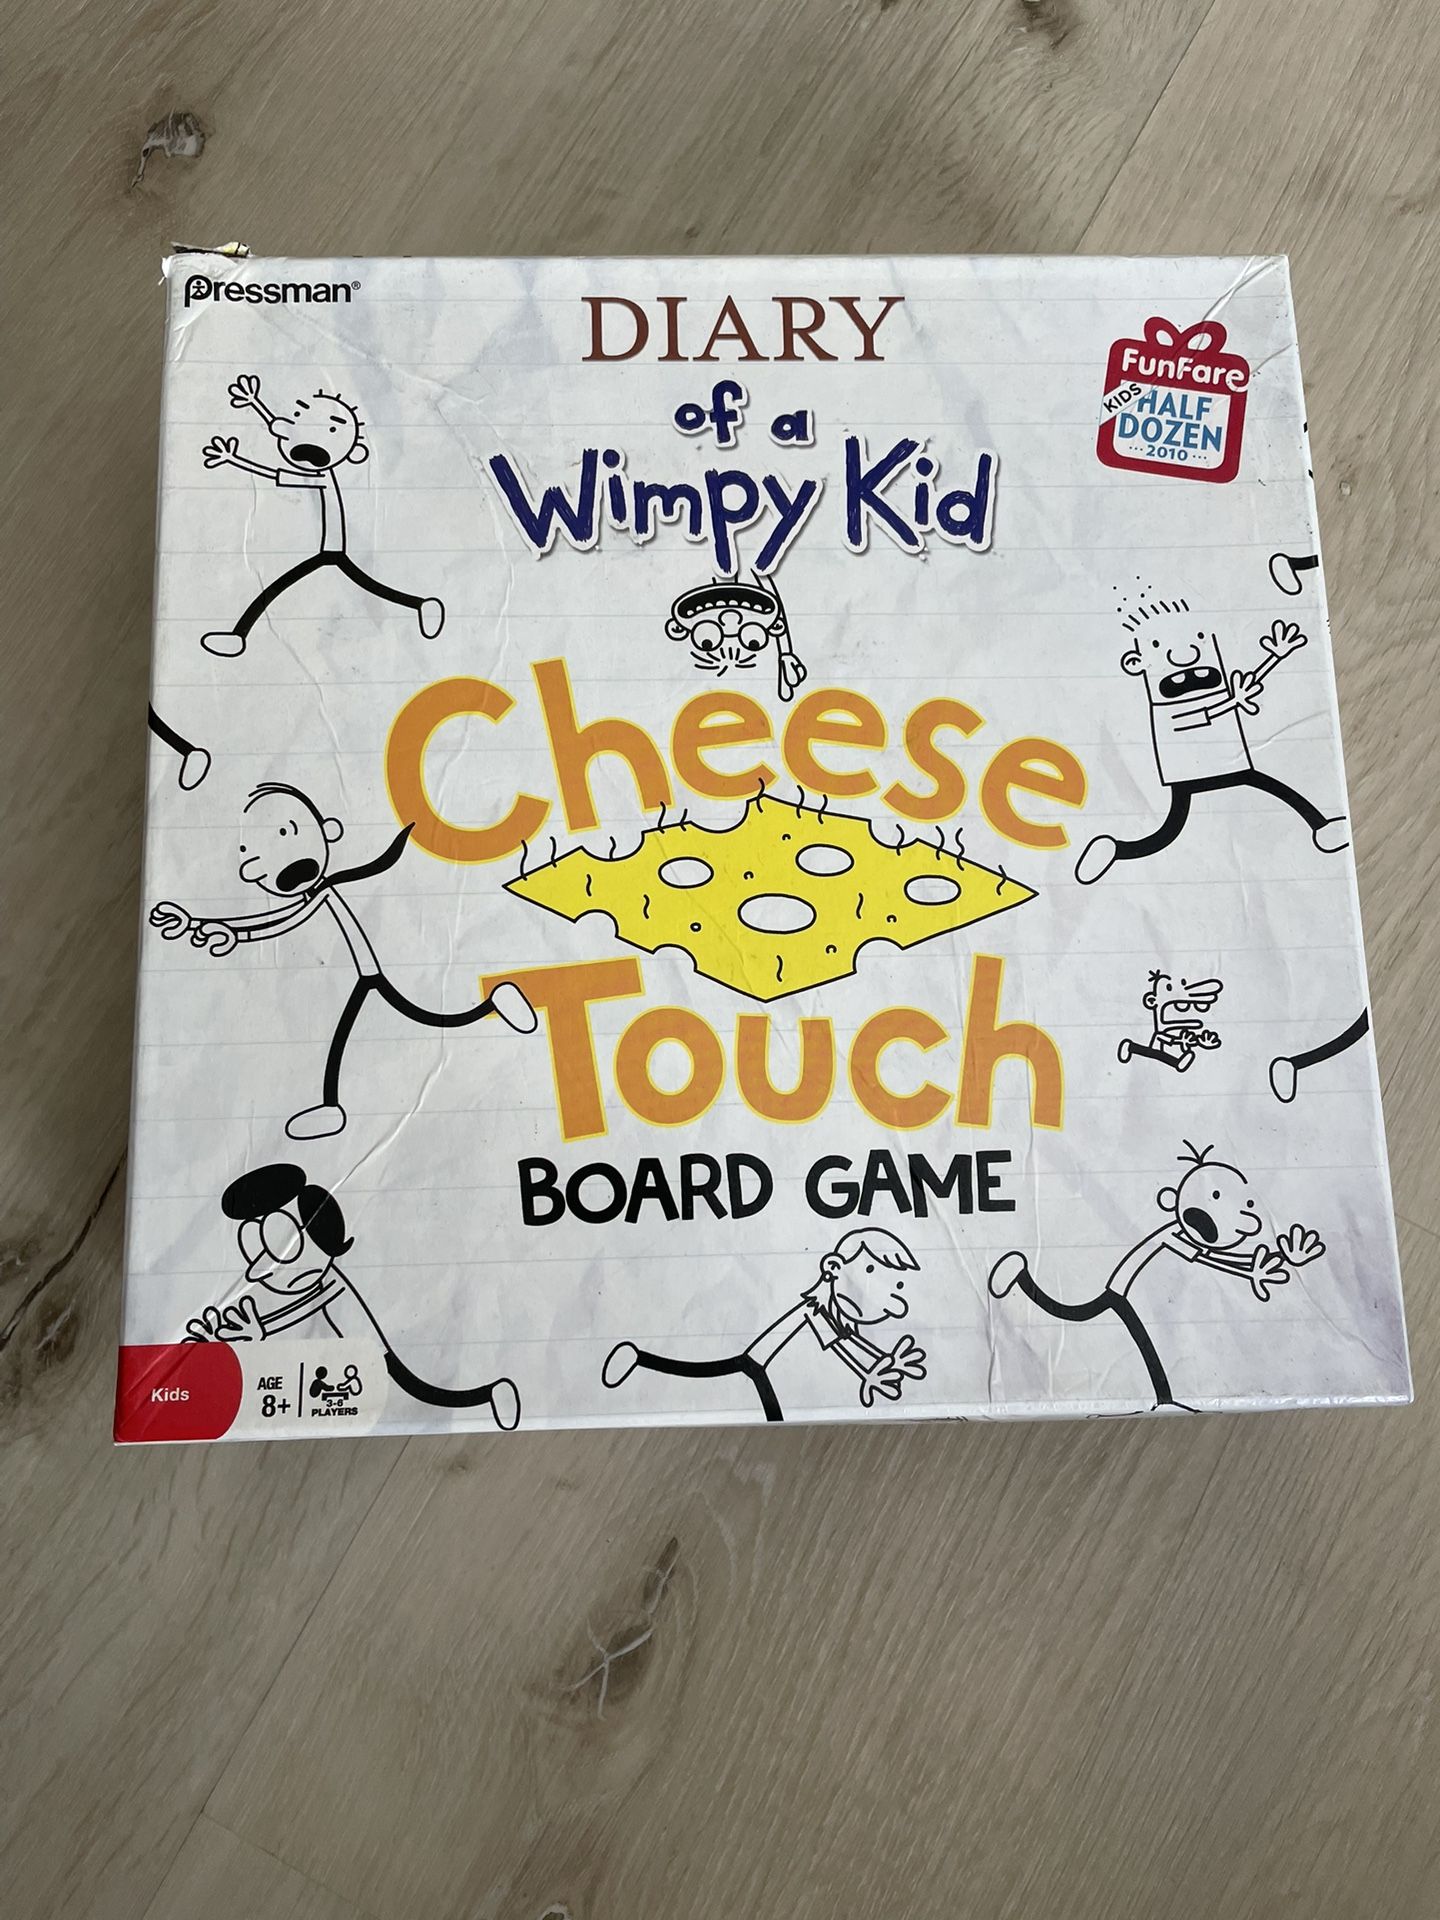 Pressman®
DIARY
of a
Wimpy Kid
FunFare
KIDS
HALF
DOZEN
2010
Cheese
Touch
BOARD GAME
Kids
AGE
8+
3-6
PLAYERS